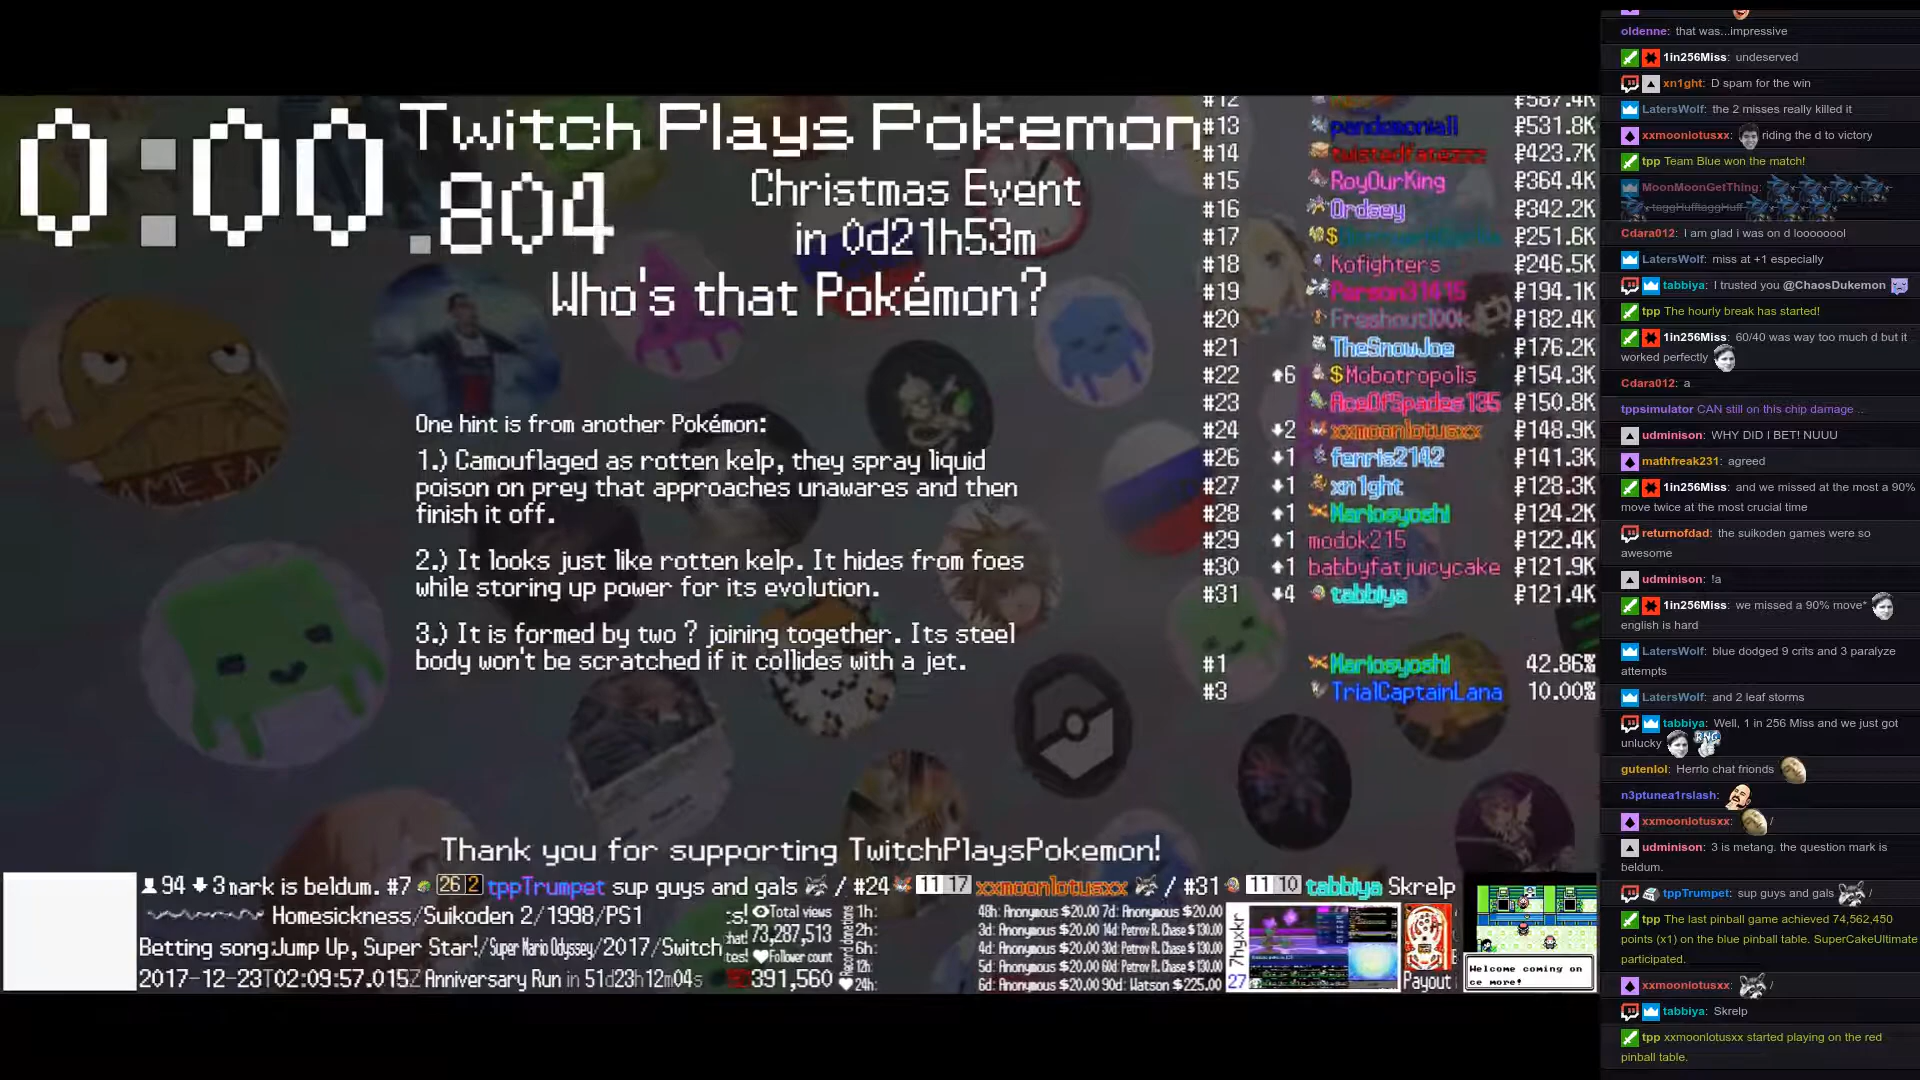 0:00.804
Twitch Plays Pokemon
Christmas Event
in 0d21h53m
Who's that Pokémon?
One hint is from another Pokémon:
1.) Camouflaged as rotten kelp, they spray liquid
poison on prey that approaches unawares and then
finish it off.
2.) It looks just like rotten kelp. It hides from foes
while storing up power for its evolution.
3.) It is formed by two ? joining together. Its steel
body won't be scratched if it collides with a jet.
Thank you for supporting TwitchPlaysPokemon!
#12 ₽587.4K
#13 pandamonial1 ₽531.8K
#14 twistedfanezzz ₽423.7K
#15 RoyOurKing ₽364.4K
#16 Ordsey ₽342.2K
#17 $ ₽251.6K
#18 Kofighters ₽246.5K
#19 Person31415 ₽194.1K
#20 Freshout100k ₽182.4K
#21 TheSnowJoe ₽176.2K
#22 ↑6 $Mobotropolis ₽154.3K
#23 AceOfSpades135 ₽150.8K
#24 ↓2 xxmoonlotusxx ₽148.9K
#26 ↓1 fenris2142 ₽141.3K
#27 ↓1 xn1ght ₽128.3K
#28 ↑1 Mariosyoshi ₽124.2K
#29 ↑1 modok215 ₽122.4K
#30 ↑1 babbyfatjuicycake ₽121.9K
#31 ↓4 tabbiya ₽121.4K
#1 Mariosyoshi 42.86%
#3 TrialCaptainLana 10.00%
94 ↓ 3 mark is beldum. #7 26 2 tppTrumpet sup guys and gals / #24 11 17 xxmoonlotusxx / #31 11 10 tabbiya Skrelp
Homesickness/Suikoden 2/1998/PS1
Betting song:Jump Up, Super Star!/Super Mario Odyssey/2017/Switch
2017-12-23T02:09:57.015Z Anniversary Run in 51d23h12m04s
Total views
73,287,513
Follower count
391,560
Record donations
1h:
2h:
6h:
12h:
24h:
48h: Anonymous $20.00 7d: Anonymous $20.00
3d: Anonymous $20.00 14d: Petrov R. Chase $130.00
4d: Anonymous $20.00 30d: Petrov R. Chase $130.00
5d: Anonymous $20.00 60d: Petrov R. Chase $130.00
6d: Anonymous $20.00 90d: Watson $225.00
27 7hyxkr
Payout
Welcome coming on
ce more!
oldenne: that was...impressive
1in256Miss: undeserved
xn1ght: D spam for the win
LatersWolf: the 2 misses really killed it
xxmoonlotusxx: riding the d to victory
tpp Team Blue won the match!
MoonMoonGetThing:
taggHufftaggHuff
Cdara012: I am glad i was on d looooool
LatersWolf: miss at +1 especially
tabbiya: I trusted you @ChaosDukemon
tpp The hourly break has started!
1in256Miss: 60/40 was way too much d but it
worked perfectly
Cdara012: a
tppsimulator CAN still on this chip damage ..
udminison: WHY DID I BET! NUUU
mathfreak231: agreed
1in256Miss: and we missed at the most a 90%
move twice at the most crucial time
returnofdad: the suikoden games were so
awesome
udminison: !a
1in256Miss: we missed a 90% move*
english is hard
LatersWolf: blue dodged 9 crits and 3 paralyze
attempts
LatersWolf: and 2 leaf storms
tabbiya: Well, 1 in 256 Miss and we just got
unlucky RNG
gutenlol: Herrlo chat frionds
n3ptunea1rslash:
xxmoonlotusxx: /
udminison: 3 is metang. the question mark is
beldum.
tppTrumpet: sup guys and gals /
tpp The last pinball game achieved 74,562,450
points (x1) on the blue pinball table. SuperCakeUltimate
participated.
xxmoonlotusxx: /
tabbiya: Skrelp
tpp xxmoonlotusxx started playing on the red
pinball table.